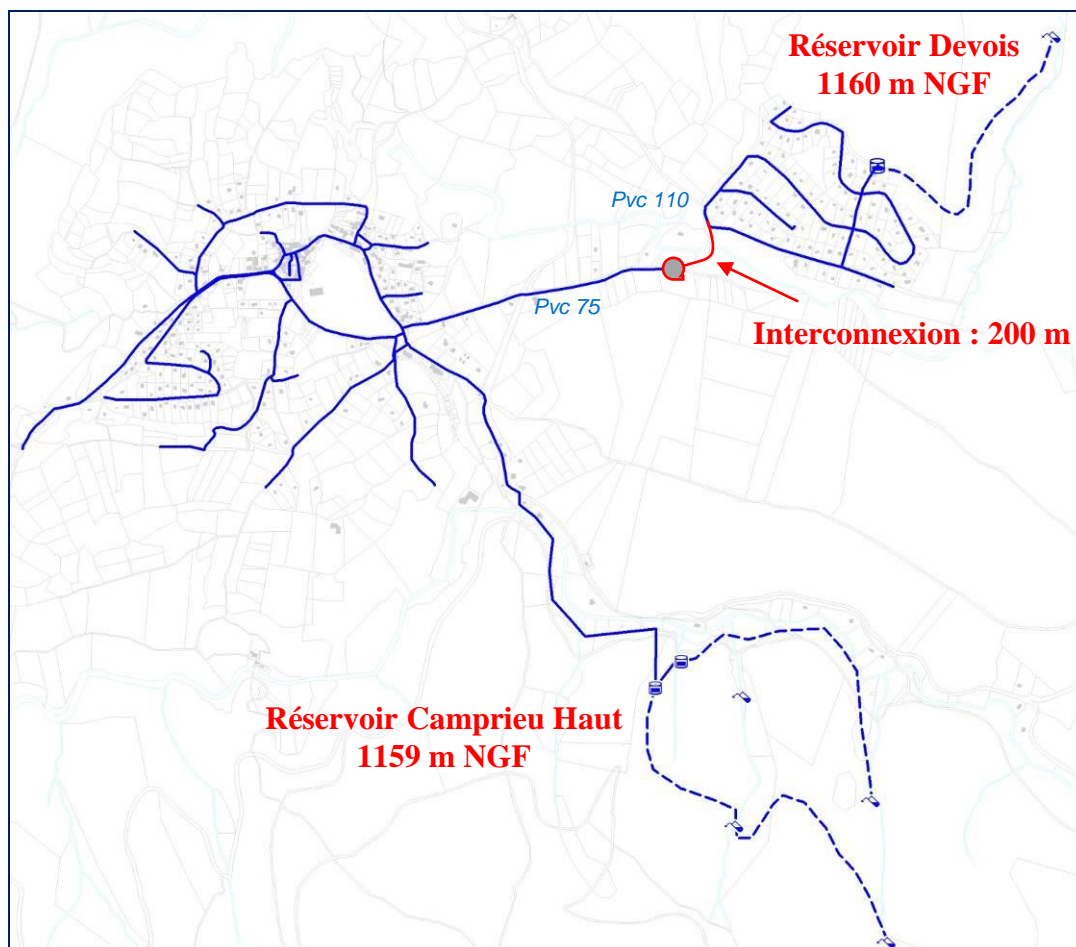 Réservoir Devois
1160 m NGF
Pvc 110
Pvc 75
Interconnexion : 200 m
Réservoir Camprieu Haut
1159 m NGF